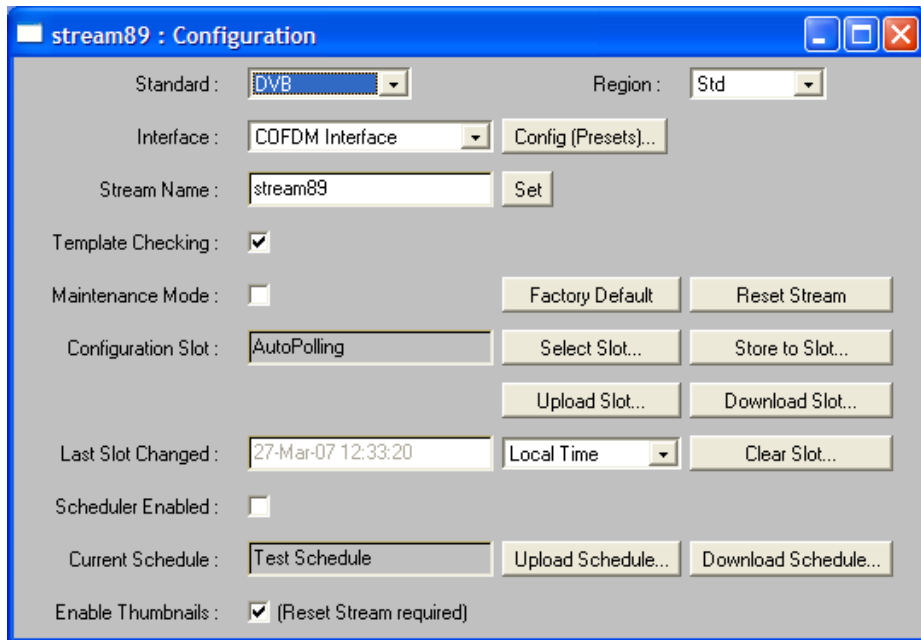 stream89 : Configuration
Standard : DVB Region : Std
Interface : COFDM Interface Config (Presets)...
Stream Name : stream89 Set
Template Checking :
Maintenance Mode : Factory Default Reset Stream
Configuration Slot : AutoPolling Select Slot... Store to Slot...
Upload Slot... Download Slot...
Last Slot Changed : 27-Mar-07 12:33:20 Local Time Clear Slot...
Scheduler Enabled :
Current Schedule : Test Schedule Upload Schedule... Download Schedule...
Enable Thumbnails : (Reset Stream required)